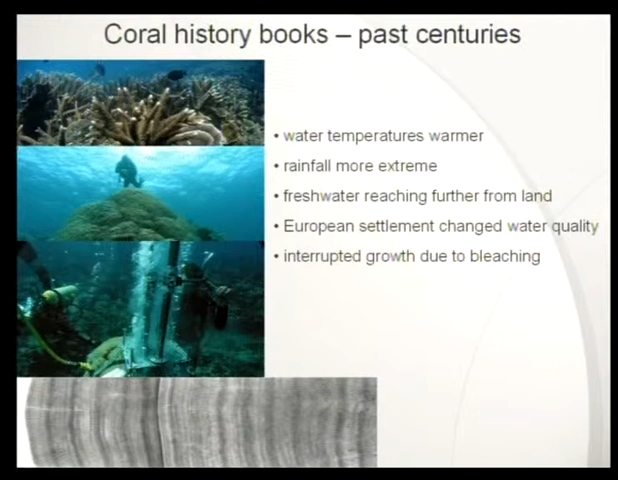 Coral history books – past centuries
• water temperatures warmer
• rainfall more extreme
• freshwater reaching further from land
• European settlement changed water quality
• interrupted growth due to bleaching